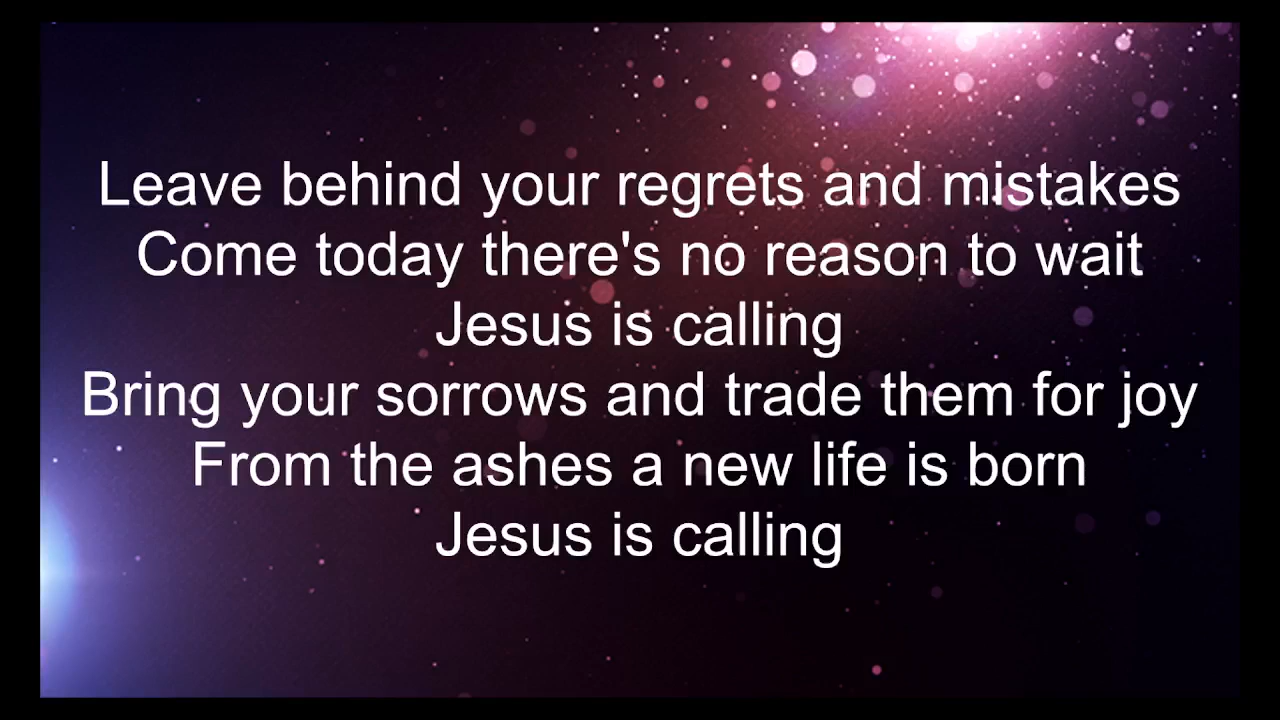 Leave behind your regrets and mistakes
Come today there's no reason to wait
Jesus is calling
Bring your sorrows and trade them for joy
From the ashes a new life is born
Jesus is calling